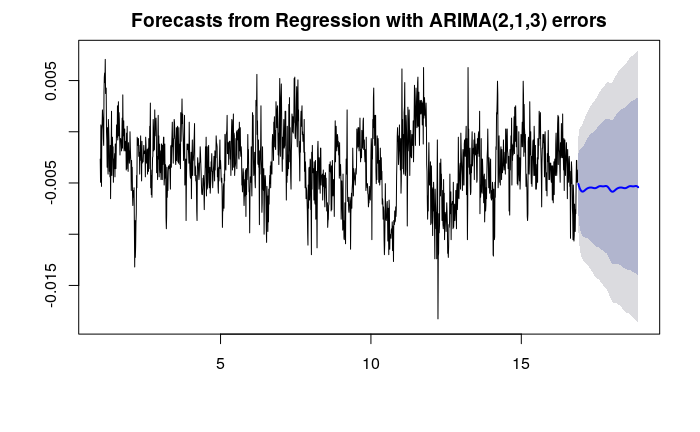 Forecasts from Regression with ARIMA(2,1,3) errors
0.005
-0.005
-0.015
5 10 15